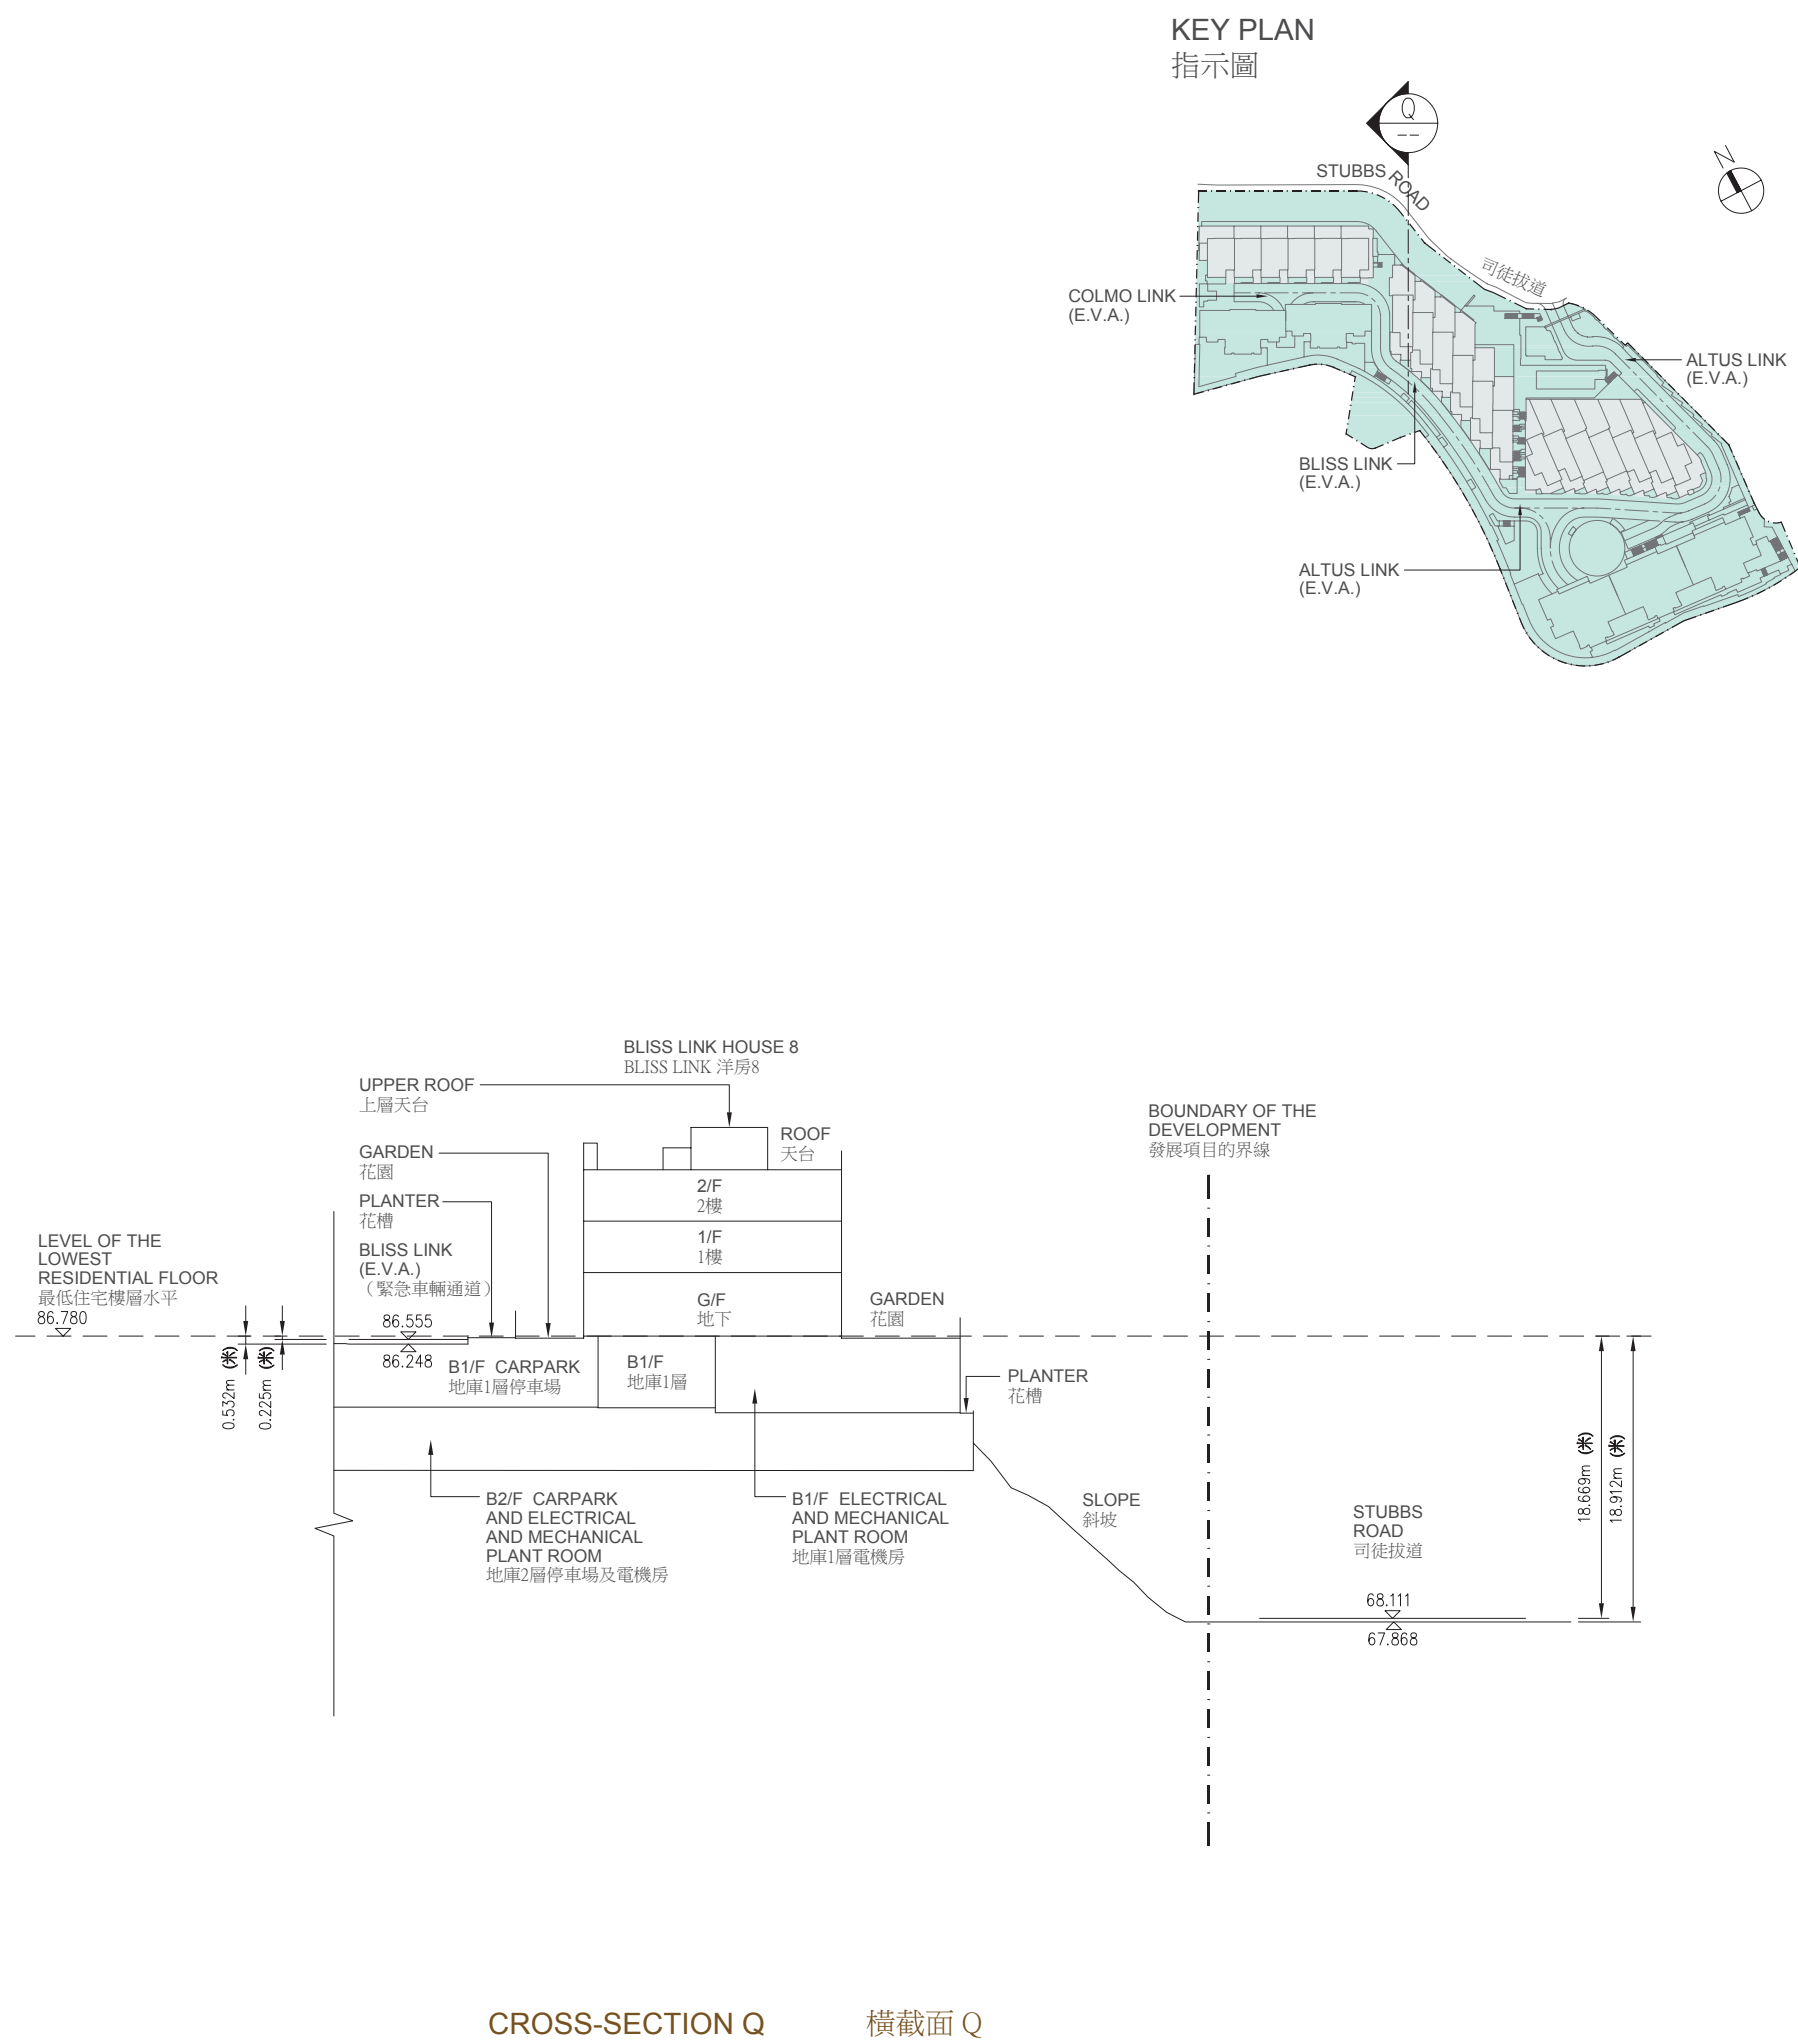 KEY PLAN
指示圖
Q
--
N
STUBBS ROAD
司徒拔道
COLMO LINK
(E.V.A.)
ALTUS LINK
(E.V.A.)
BLISS LINK
(E.V.A.)
ALTUS LINK
(E.V.A.)
BLISS LINK HOUSE 8
BLISS LINK 洋房8
UPPER ROOF
上層天台
ROOF
天台
GARDEN
花園
PLANTER
花槽
BLISS LINK
(E.V.A.)
（緊急車輛通道）
2/F
2樓
1/F
1樓
G/F
地下
GARDEN
花園
BOUNDARY OF THE
DEVELOPMENT
發展項目的界線
LEVEL OF THE
LOWEST
RESIDENTIAL FLOOR
最低住宅樓層水平
86.780
86.555
86.248
0.532m (米)
0.225m (米)
B1/F CARPARK
地庫1層停車場
B1/F
地庫1層
PLANTER
花槽
B2/F CARPARK
AND ELECTRICAL
AND MECHANICAL
PLANT ROOM
地庫2層停車場及電機房
B1/F ELECTRICAL
AND MECHANICAL
PLANT ROOM
地庫1層電機房
SLOPE
斜坡
STUBBS
ROAD
司徒拔道
68.111
67.868
18.669m (米)
18.912m (米)
CROSS-SECTION Q 橫截面 Q